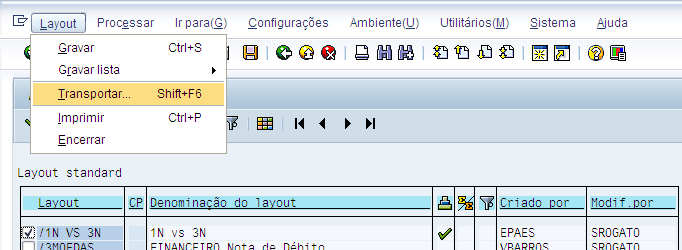 Layout Processar Ir para(G) Configurações Ambiente(U) Utilitários(M) Sistema Ajuda
Gravar Ctrl+S
Gravar lista
Transportar... Shift+F6
Imprimir Ctrl+P
Encerrar
Layout standard
Layout CP Denominação do layout Criado por Modif.por
/1N VS 3N 1N vs 3N EPAES SROGATO
/3MOEDAS FINANCEIRO Nota de Débito VBARROS SROGATO